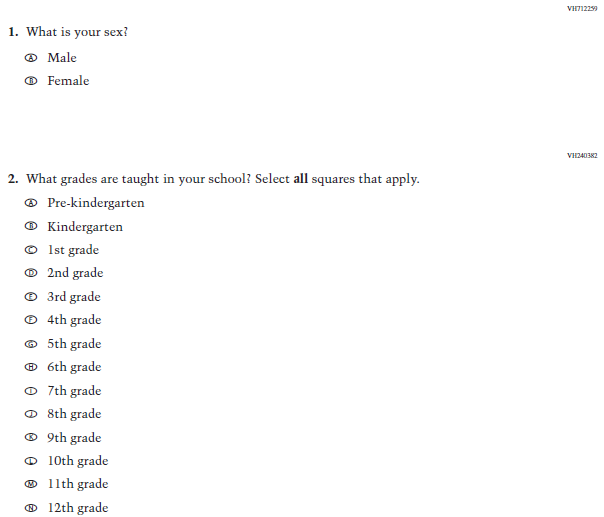 VH712259
1. What is your sex?
Ⓐ Male
Ⓑ Female
VH240382
2. What grades are taught in your school? Select all squares that apply.
Ⓐ Pre-kindergarten
Ⓑ Kindergarten
Ⓒ 1st grade
Ⓓ 2nd grade
Ⓔ 3rd grade
Ⓕ 4th grade
Ⓖ 5th grade
Ⓗ 6th grade
Ⓘ 7th grade
Ⓙ 8th grade
Ⓚ 9th grade
Ⓛ 10th grade
Ⓜ 11th grade
Ⓝ 12th grade